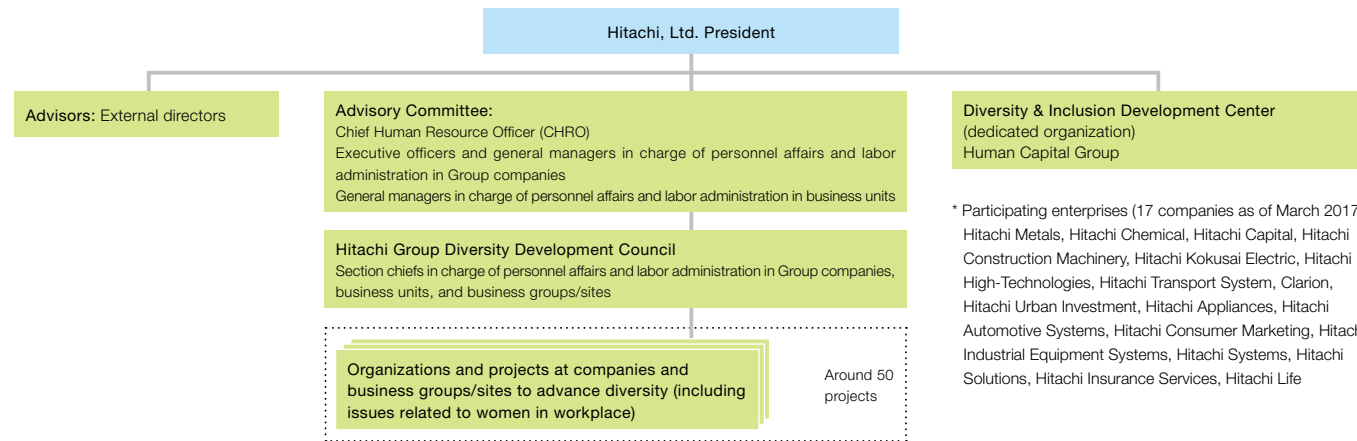 Hitachi, Ltd. President
Advisors: External directors
Advisory Committee:
Chief Human Resource Officer (CHRO)
Executive officers and general managers in charge of personnel affairs and labor
administration in Group companies
General managers in charge of personnel affairs and labor administration in business units
Diversity & Inclusion Development Center
(dedicated organization)
Human Capital Group
Hitachi Group Diversity Development Council
Section chiefs in charge of personnel affairs and labor administration in Group companies,
business units, and business groups/sites
Organizations and projects at companies and
business groups/sites to advance diversity (including
issues related to women in workplace)
Around 50
projects
* Participating enterprises (17 companies as of March 2017
Hitachi Metals, Hitachi Chemical, Hitachi Capital, Hitachi
Construction Machinery, Hitachi Kokusai Electric, Hitachi
High-Technologies, Hitachi Transport System, Clarion,
Hitachi Urban Investment, Hitachi Appliances, Hitachi
Automotive Systems, Hitachi Consumer Marketing, Hitach
Industrial Equipment Systems, Hitachi Systems, Hitachi
Solutions, Hitachi Insurance Services, Hitachi Life